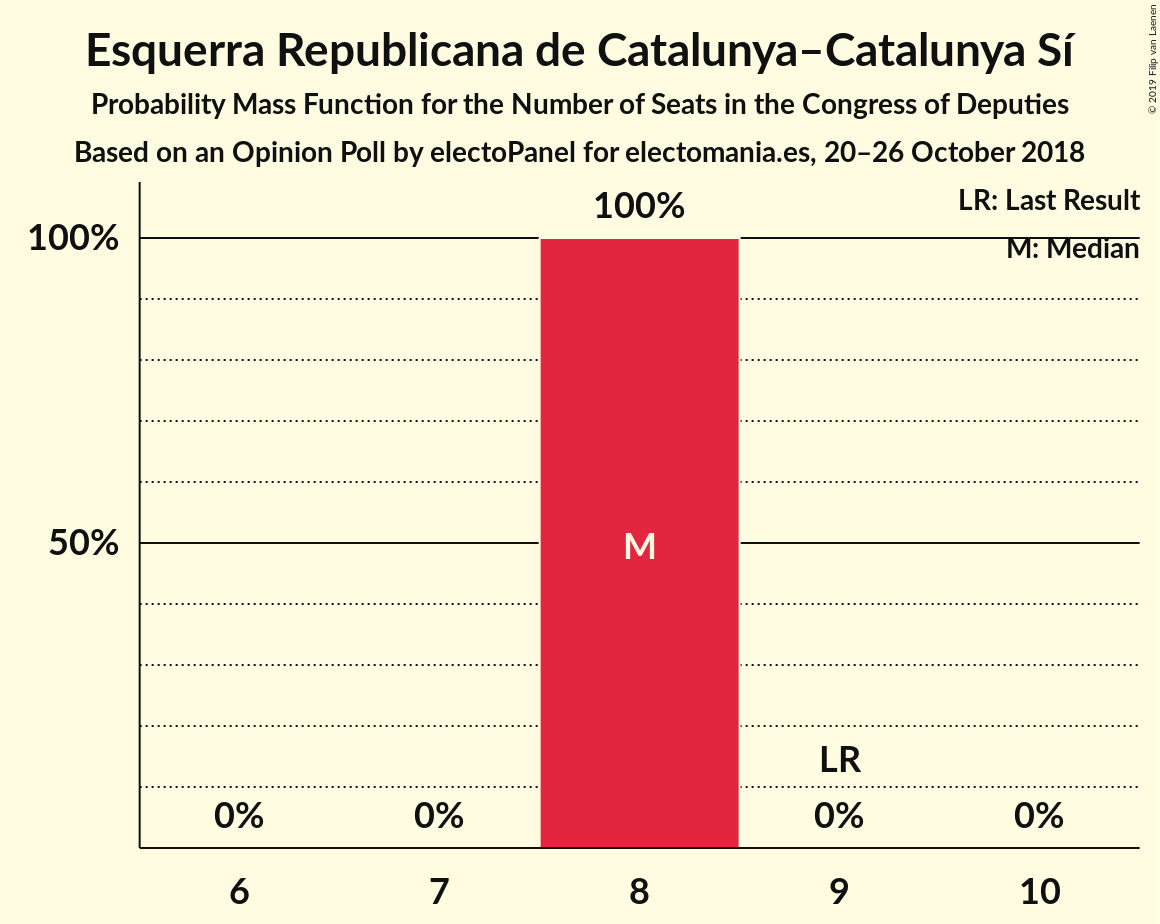 Esquerra Republicana de Catalunya–Catalunya Sí
Probability Mass Function for the Number of Seats in the Congress of Deputies
Based on an Opinion Poll by electoPanel for electomania.es, 20–26 October 2018
© 2019 Filip van Laenen
LR: Last Result
M: Median
100%
100%
50%
M
LR
0%
0%
0%
0%
6
7
8
9
10